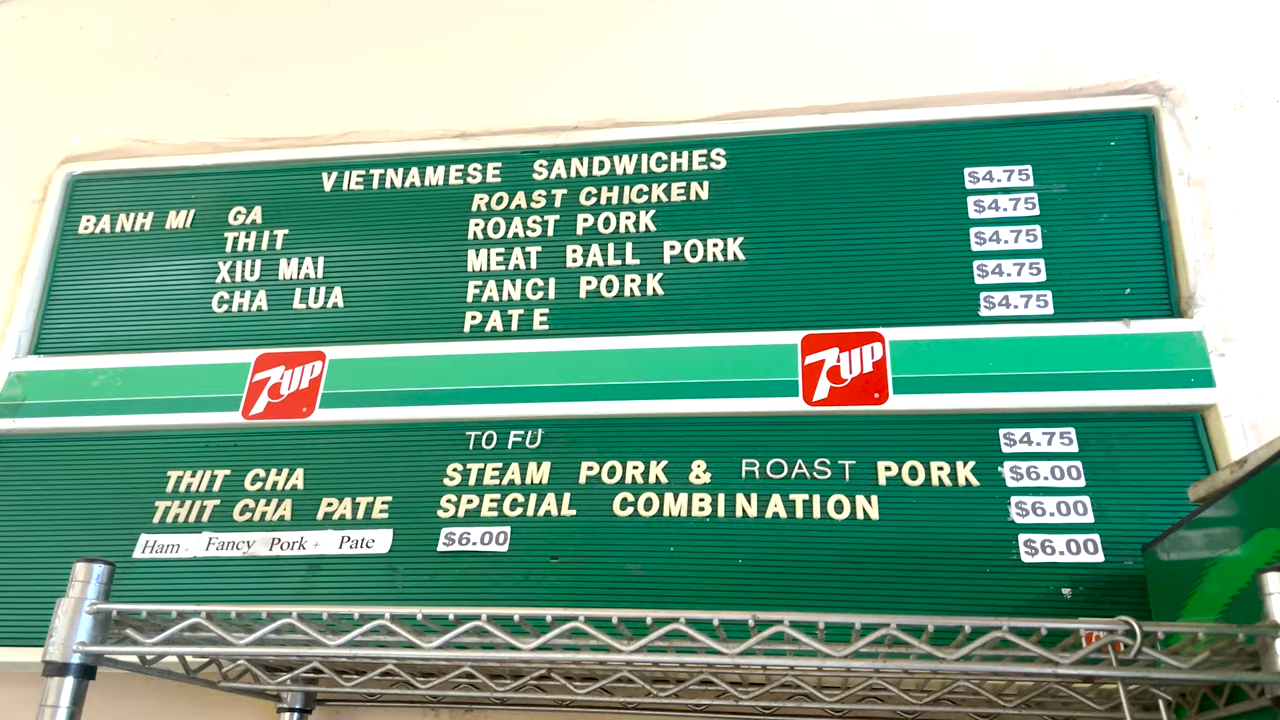 VIETNAMESE SANDWICHES
BANH MI GA ROAST CHICKEN $4.75
THIT ROAST PORK $4.75
XIU MAI MEAT BALL PORK $4.75
CHA LUA FANCI PORK $4.75
PATE $4.75
7UP 7UP
TO FU $4.75
THIT CHA STEAM PORK & ROAST PORK $6.00
THIT CHA PATE SPECIAL COMBINATION $6.00
Ham + Fancy Pork + Pate $6.00 $6.00